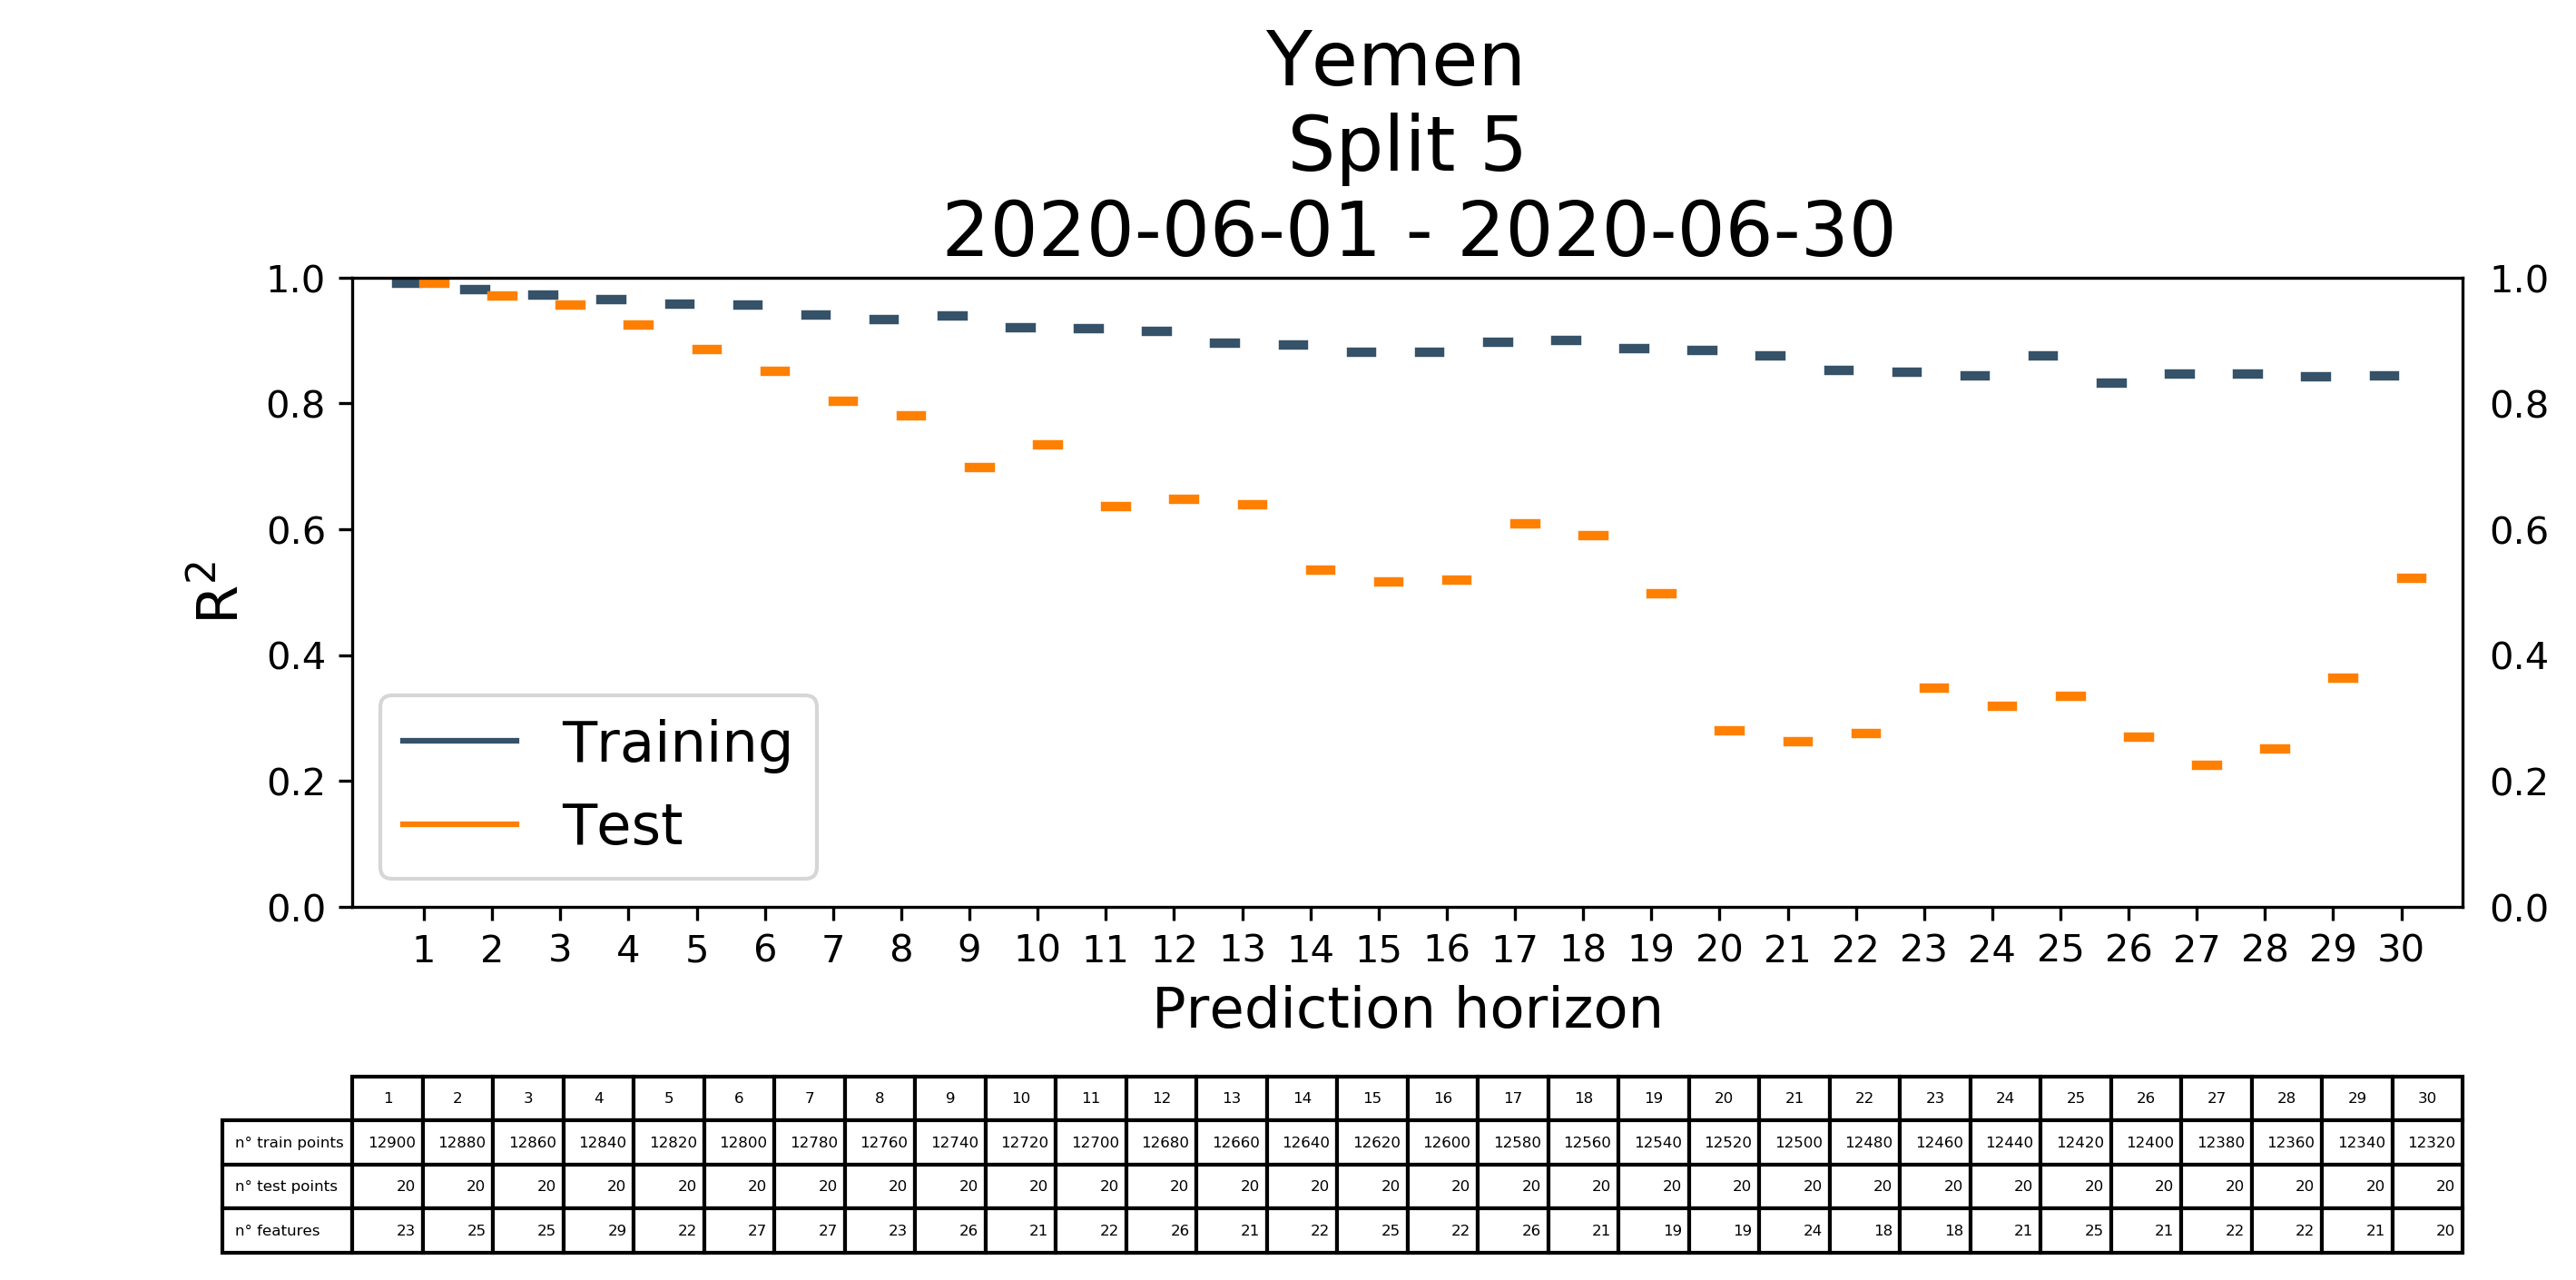 Yemen
Split 5
2020-06-01 - 2020-06-30
1.0 1.0
0.8 0.8
0.6 0.6
R²
0.4 0.4
Training
0.2 0.2
Test
0.0 0.0
1 2 3 4 5 6 7 8 9 10 11 12 13 14 15 16 17 18 19 20 21 22 23 24 25 26 27 28 29 30
Prediction horizon
1 2 3 4 5 6 7 8 9 10 11 12 13 14 15 16 17 18 19 20 21 22 23 24 25 26 27 28 29 30
n° train points 12900 12880 12860 12840 12820 12800 12780 12760 12740 12720 12700 12680 12660 12640 12620 12600 12580 12560 12540 12520 12500 12480 12460 12440 12420 12400 12380 12360 12340 12320
n° test points 20 20 20 20 20 20 20 20 20 20 20 20 20 20 20 20 20 20 20 20 20 20 20 20 20 20 20 20 20 20
n° features 23 25 25 29 22 27 27 23 26 21 22 26 21 22 25 22 26 21 19 19 24 18 18 21 25 21 22 22 21 20